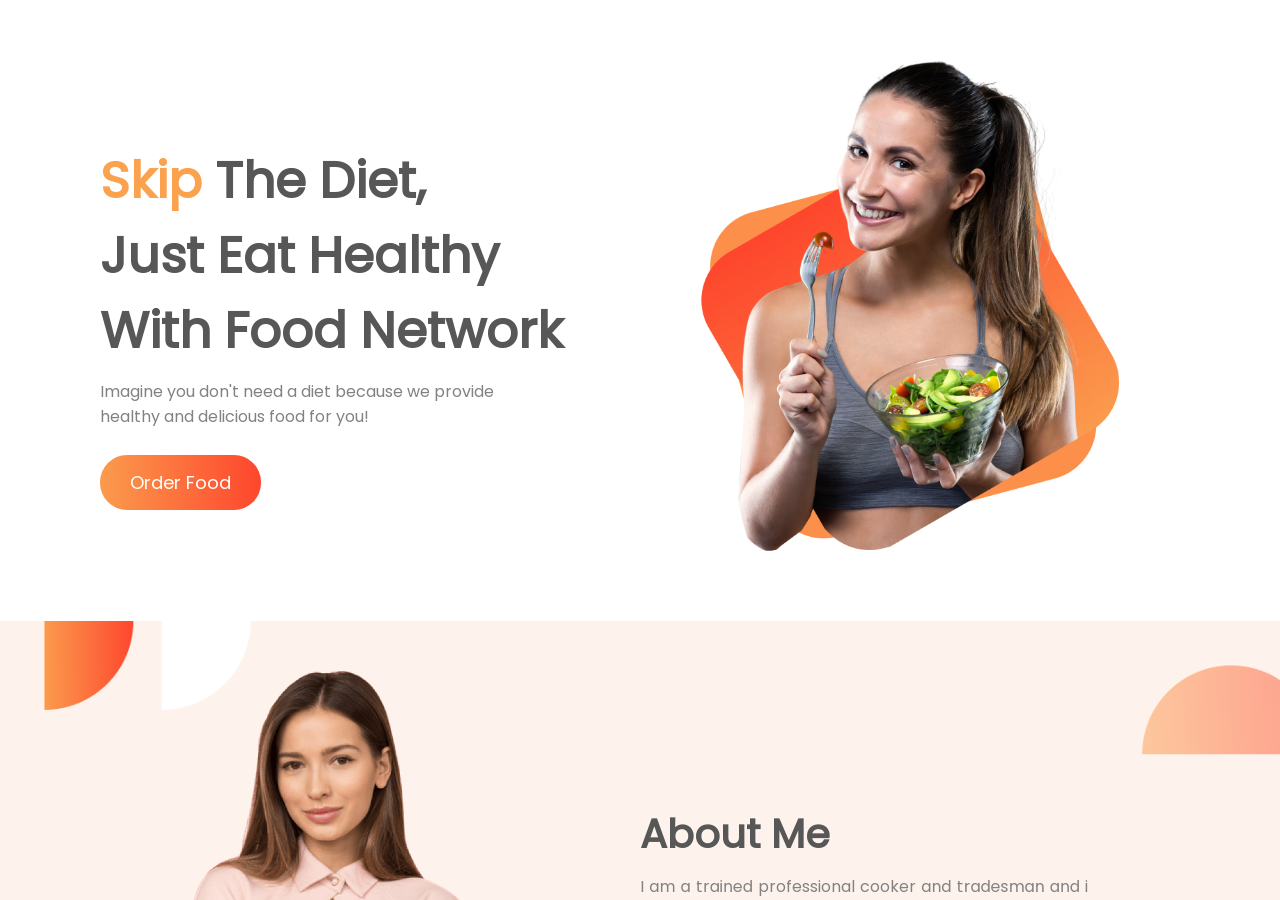 Skip The Diet,
Just Eat Healthy
With Food Network
Imagine you don't need a diet because we provide
healthy and delicious food for you!
Order Food
About Me
I am a trained professional cooker and tradesman and i